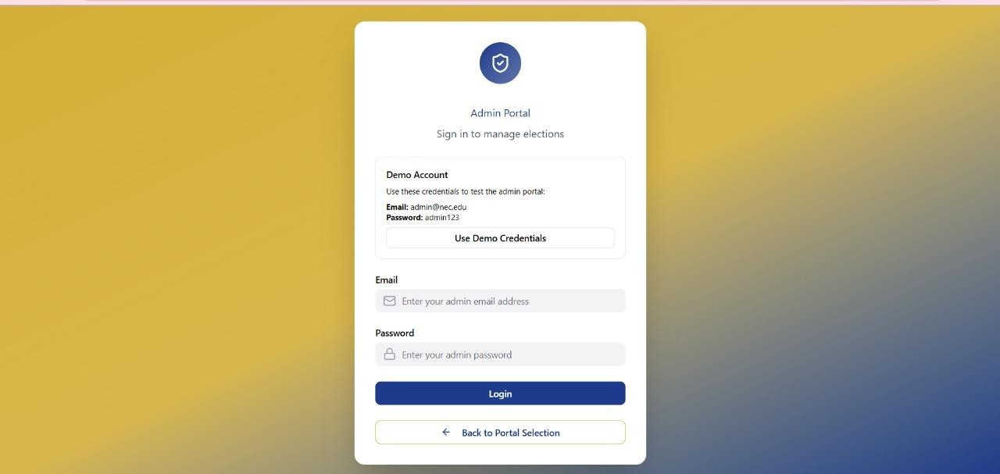 Admin Portal
Sign in to manage elections
Demo Account
Use these credentials to test the admin portal:
Email: admin@nec.edu
Password: admin123
Use Demo Credentials
Email
Enter your admin email address
Password
Enter your admin password
Login
Back to Portal Selection